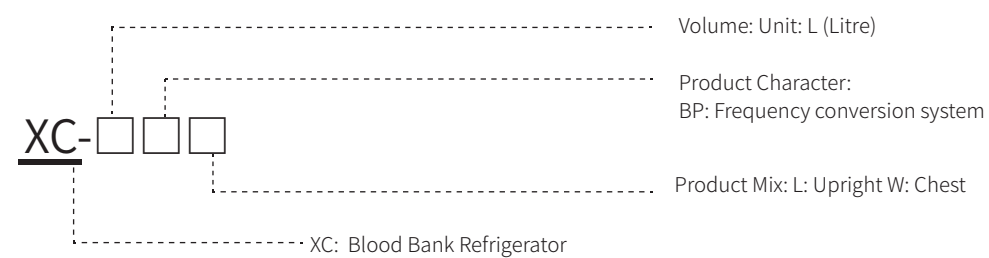 Volume: Unit: L (Litre)
Product Character:
BP: Frequency conversion system
XC-□□□
Product Mix: L: Upright W: Chest
XC: Blood Bank Refrigerator